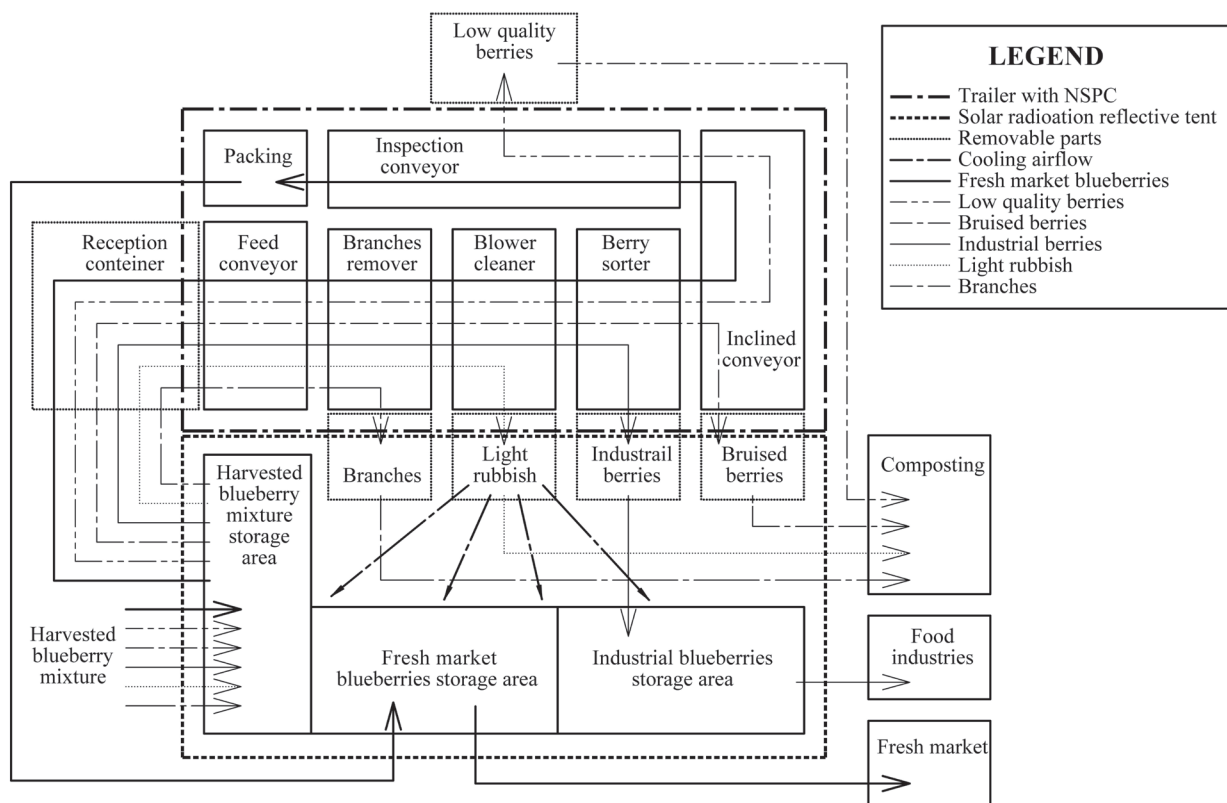 Low quality
berries
LEGEND
Trailer with NSPC
Solar radioation reflective tent
Removable parts
Cooling airflow
Fresh market blueberries
Low quality berries
Bruised berries
Industrial berries
Light rubbish
Branches
Packing
Inspection
conveyor
Reception
conteiner
Feed
conveyor
Branches
remover
Blower
cleaner
Berry
sorter
Inclined
conveyor
Branches
Light
rubbish
Industrail
berries
Bruised
berries
Composting
Harvested
blueberry
mixture
storage
area
Harvested
blueberry
mixture
Fresh market
blueberries storage area
Industrial blueberries
storage area
Food
industries
Fresh market